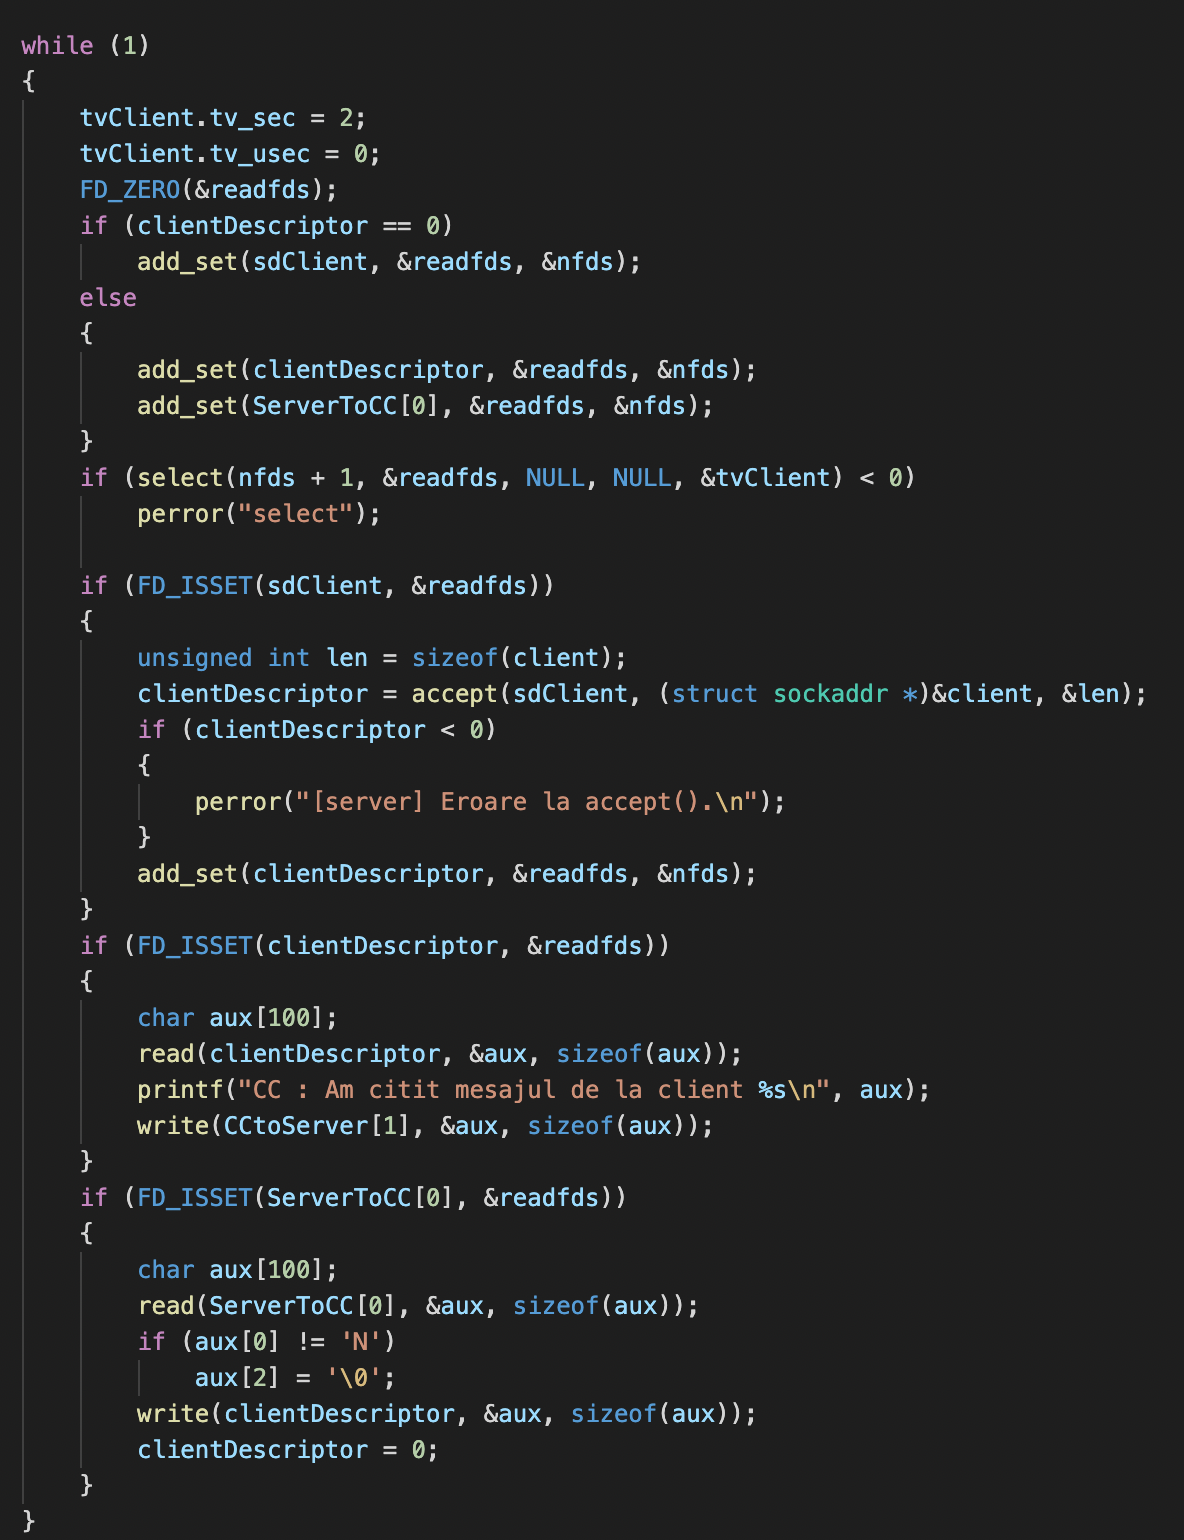 while (1)
{
    tvClient.tv_sec = 2;
    tvClient.tv_usec = 0;
    FD_ZERO(&readfds);
    if (clientDescriptor == 0)
        add_set(sdClient, &readfds, &nfds);
    else
    {
        add_set(clientDescriptor, &readfds, &nfds);
        add_set(ServerToCC[0], &readfds, &nfds);
    }
    if (select(nfds + 1, &readfds, NULL, NULL, &tvClient) < 0)
        perror("select");

    if (FD_ISSET(sdClient, &readfds))
    {
        unsigned int len = sizeof(client);
        clientDescriptor = accept(sdClient, (struct sockaddr *)&client, &len);
        if (clientDescriptor < 0)
        {
            perror("[server] Eroare la accept().\n");
        }
        add_set(clientDescriptor, &readfds, &nfds);
    }
    if (FD_ISSET(clientDescriptor, &readfds))
    {
        char aux[100];
        read(clientDescriptor, &aux, sizeof(aux));
        printf("CC : Am citit mesajul de la client %s\n", aux);
        write(CCtoServer[1], &aux, sizeof(aux));
    }
    if (FD_ISSET(ServerToCC[0], &readfds))
    {
        char aux[100];
        read(ServerToCC[0], &aux, sizeof(aux));
        if (aux[0] != 'N')
            aux[2] = '\0';
        write(clientDescriptor, &aux, sizeof(aux));
        clientDescriptor = 0;
    }
}